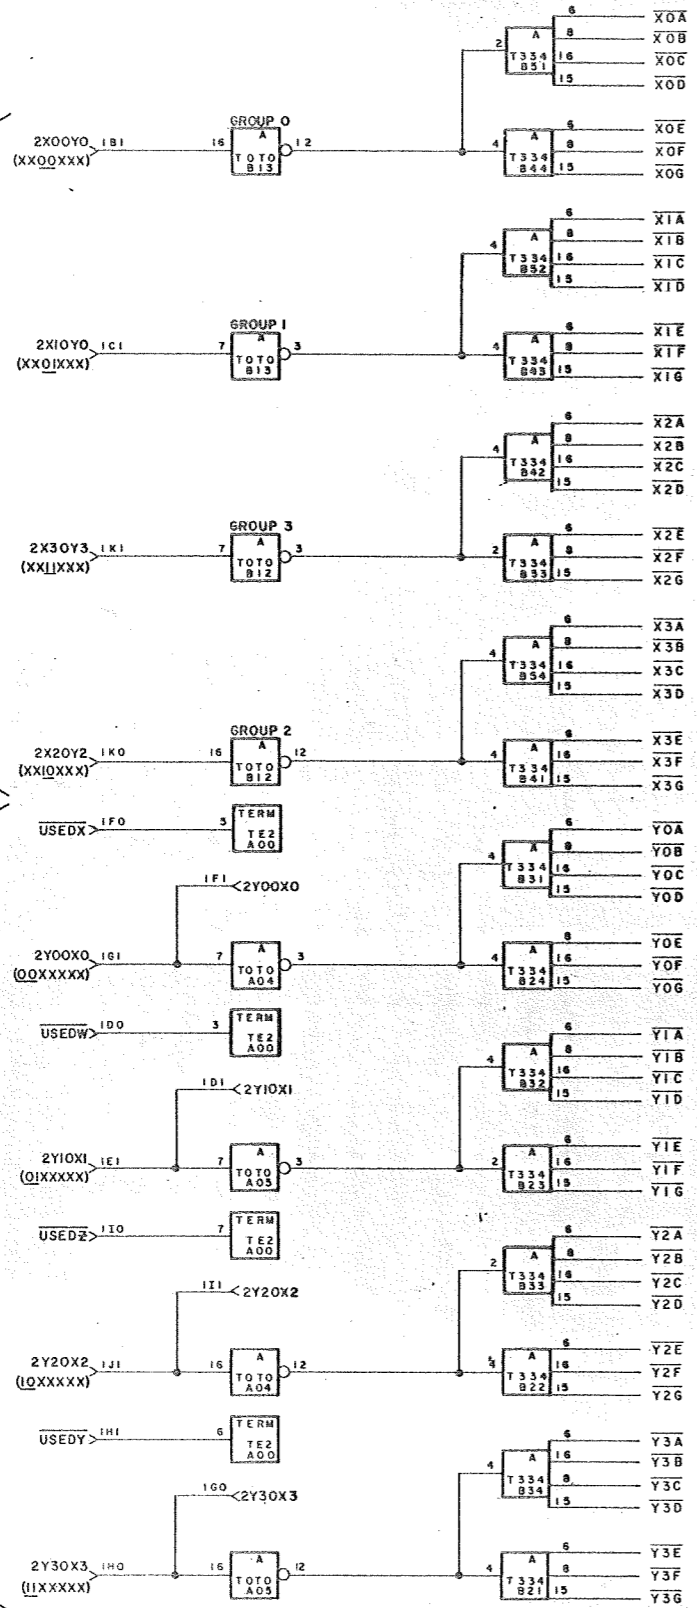 6 X0A
A 8 X0B
2 T334 16 X0C
B51 15 X0D
GROUP 0
A 6 X0E
2X00Y0 1B1 16 T0T0 12 4 A 8 X0F
(XX00XXX) B13 T334 15 X0G
B44
6 X1A
4 A 8 X1B
T334 16 X1C
B52 15 X1D
GROUP 1
A 6 X1E
2X10Y0 1C1 7 T0T0 3 4 A 8 X1F
(XX01XXX) B13 T334 15 X1G
B43
6 X2A
4 A 8 X2B
T334 16 X2C
B42 15 X2D
GROUP 3
A 6 X2E
2X30Y3 1K1 7 T0T0 3 2 A 8 X2F
(XX11XXX) B12 T334 15 X2G
B53
6 X3A
4 A 8 X3B
T334 16 X3C
B54 15 X3D
GROUP 2
A 6 X3E
2X20Y2 1K0 16 T0T0 12 4 A 16 X3F
(XX10XXX) B12 T334 15 X3G
B41
TERM
USEDX 1F0 5 TE2
A00
6 Y0A
4 A 8 Y0B
T334 16 Y0C
B31 15 Y0D
1F1 2Y00X0
A 8 Y0E
2Y00X0 1G1 7 T0T0 3 4 A 16 Y0F
(00XXXXX) A04 T334 15 Y0G
B24
TERM
USEDW 1D0 3 TE2
A00
6 Y1A
4 A 8 Y1B
T334 16 Y1C
B32 15 Y1D
1D1 2Y10X1
A 6 Y1E
2Y10X1 1E1 7 T0T0 3 2 A 16 Y1F
(01XXXXX) A05 T334 15 Y1G
B23
TERM
USEDZ 1I0 7 TE2
A00
6 Y2A
2 A 8 Y2B
T334 16 Y2C
B33 15 Y2D
1I1 2Y20X2
A 6 Y2E
2Y20X2 1J1 16 T0T0 12 4 A 16 Y2F
(10XXXXX) A04 T334 15 Y2G
B22
TERM
USEDY 1H1 6 TE2
A00
6 Y3A
4 A 16 Y3B
T334 8 Y3C
B34 15 Y3D
1G0 2Y30X3
A 6 Y3E
2Y30X3 1H0 16 T0T0 12 4 A 8 Y3F
(11XXXXX) A05 T334 15 Y3G
B21